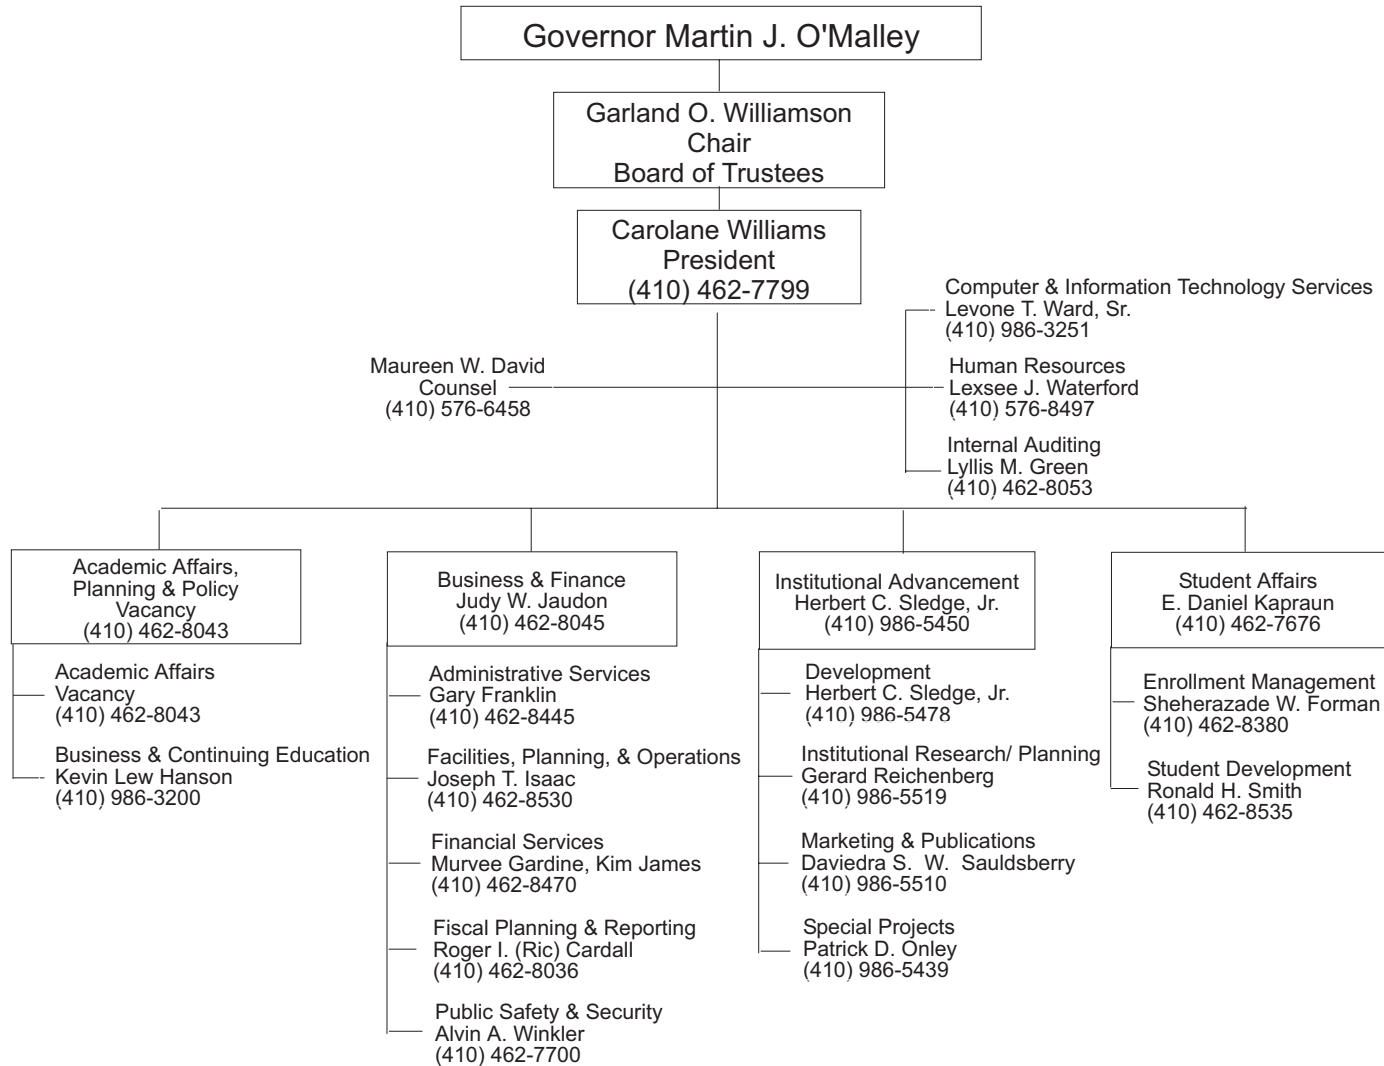 Governor Martin J. O'Malley
Garland O. Williamson
Chair
Board of Trustees
Carolane Williams
President
(410) 462-7799
Computer & Information Technology Services
Levone T. Ward, Sr.
(410) 986-3251
Maureen W. David
Counsel
(410) 576-6458
Human Resources
Lexsee J. Waterford
(410) 576-8497
Internal Auditing
Lyllis M. Green
(410) 462-8053
Academic Affairs,
Planning & Policy
Vacancy
(410) 462-8043
Academic Affairs
Vacancy
(410) 462-8043
Business & Continuing Education
Kevin Lew Hanson
(410) 986-3200
Business & Finance
Judy W. Jaudon
(410) 462-8045
Administrative Services
Gary Franklin
(410) 462-8445
Facilities, Planning, & Operations
Joseph T. Isaac
(410) 462-8530
Financial Services
Murvee Gardine, Kim James
(410) 462-8470
Fiscal Planning & Reporting
Roger I. (Ric) Cardall
(410) 462-8036
Public Safety & Security
Alvin A. Winkler
(410) 462-7700
Institutional Advancement
Herbert C. Sledge, Jr.
(410) 986-5450
Development
Herbert C. Sledge, Jr.
(410) 986-5478
Institutional Research/ Planning
Gerard Reichenberg
(410) 986-5519
Marketing & Publications
Daviedra S. W. Sauldsberry
(410) 986-5510
Special Projects
Patrick D. Onley
(410) 986-5439
Student Affairs
E. Daniel Kapraun
(410) 462-7676
Enrollment Management
Sheherazade W. Forman
(410) 462-8380
Student Development
Ronald H. Smith
(410) 462-8535